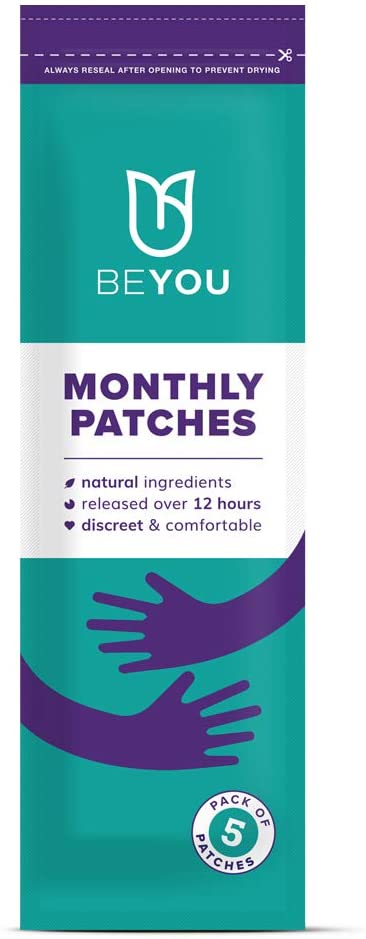 ALWAYS RESEAL AFTER OPENING TO PREVENT DRYING
BEYOU
MONTHLY
PATCHES
natural ingredients
released over 12 hours
discreet & comfortable
PACK OF
5
PATCHES